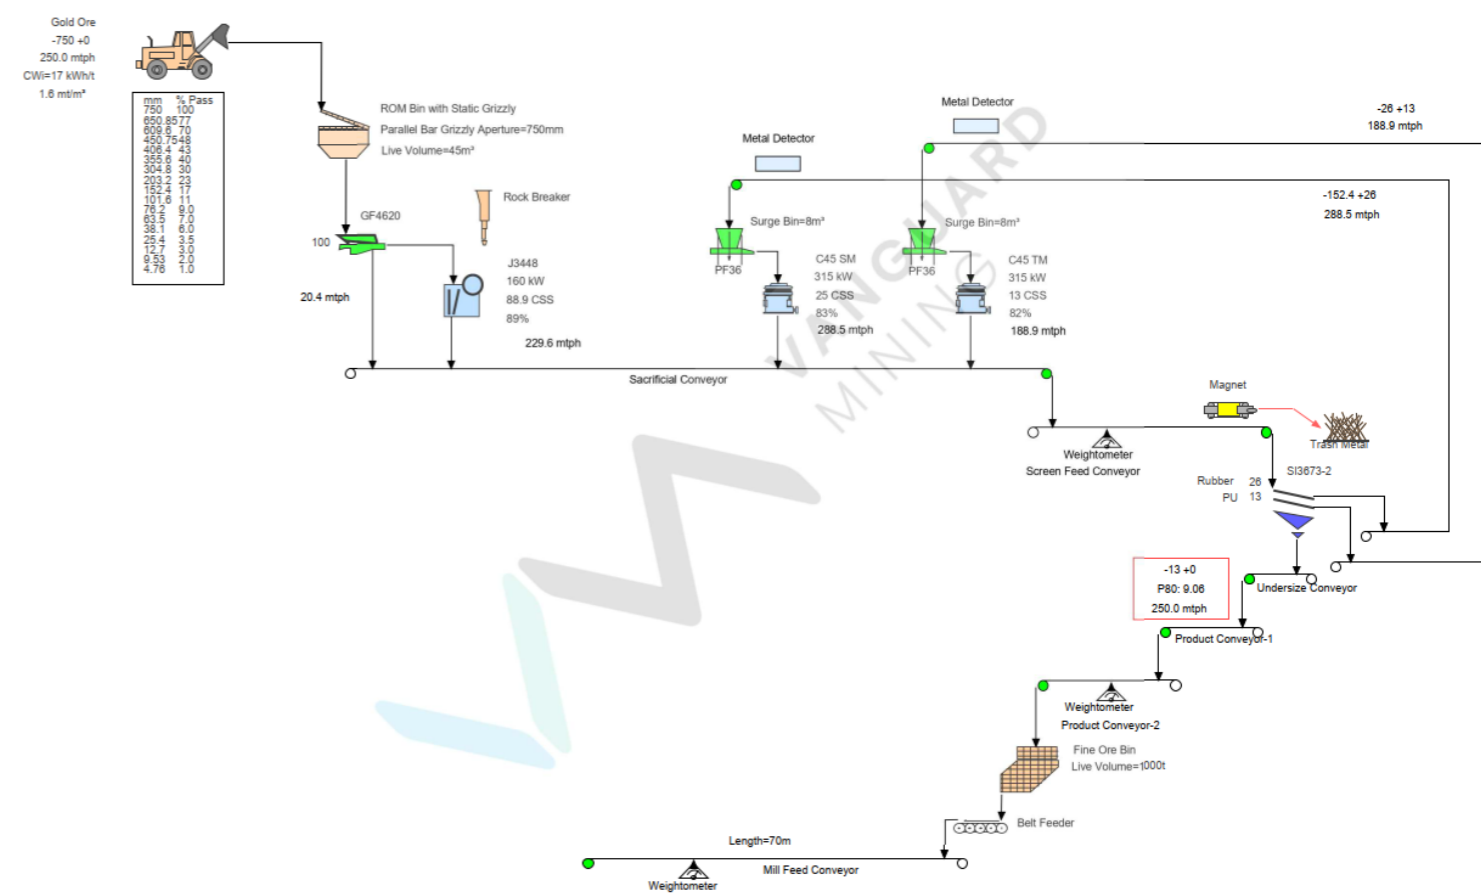 Gold Ore
-750 +0
250.0 mtph
CWi=17 kWh/t
1.6 mt/m³
mm % Pass
750 100
650.85 77
609.6 70
450.75 48
406.4 43
355.6 40
304.8 30
203.2 23
152.4 17
101.6 11
76.2 9.0
63.5 7.0
38.1 6.0
25.4 3.5
12.7 3.0
9.53 2.0
4.76 1.0
ROM Bin with Static Grizzly
Parallel Bar Grizzly Aperture=750mm
Live Volume=45m³
GF4620
100
20.4 mtph
Rock Breaker
J3448
160 kW
88.9 CSS
89%
229.6 mtph
Metal Detector
Surge Bin=8m³
PF36
C45 SM
315 kW
25 CSS
83%
288.5 mtph
Metal Detector
Surge Bin=8m³
PF36
C45 TM
315 kW
13 CSS
82%
188.9 mtph
-26 +13
188.9 mtph
-152.4 +26
288.5 mtph
VANGUARD
MINING
Sacrificial Conveyor
Magnet
Trash Metal
Weightometer
Screen Feed Conveyor
SI3673-2
Rubber 26
PU 13
-13 +0
P80: 9.06
250.0 mtph
Undersize Conveyor
Product Conveyor-1
Weightometer
Product Conveyor-2
Fine Ore Bin
Live Volume=1000t
Belt Feeder
Length=70m
Mill Feed Conveyor
Weightometer